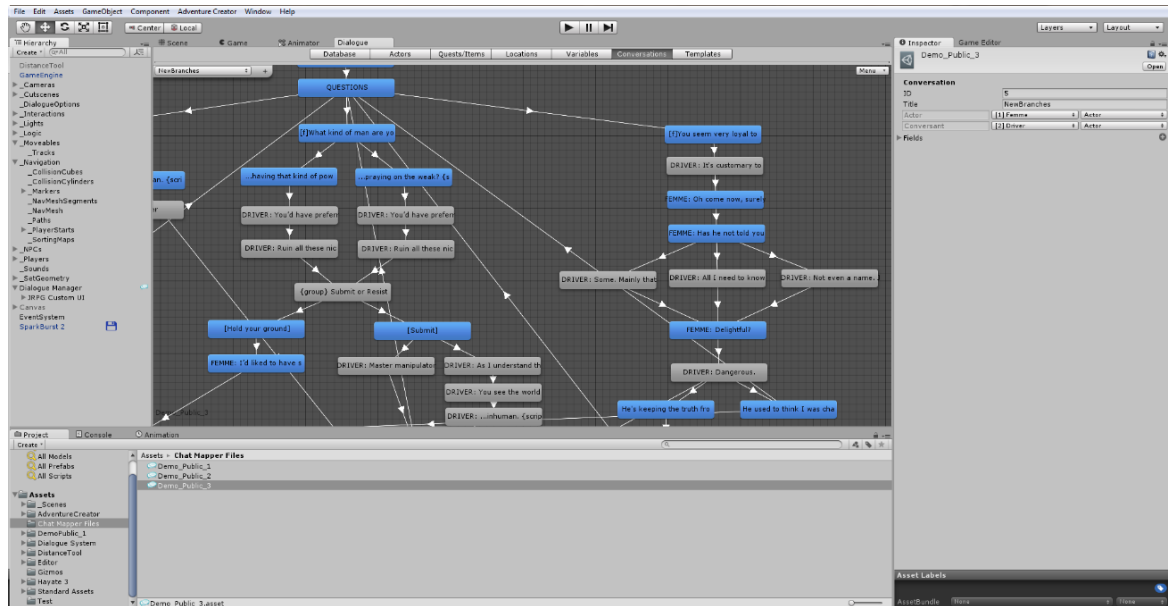 File Edit Assets GameObject Component Adventure Creator Window Help
Center Local
Layers Layout
Hierarchy
Create All
DistanceTool
GameEngine
_Cameras
_Cutscenes
_DialogueOptions
_Interactions
_Lights
_Logic
_Moveables
_Tracks
_Navigation
_CollisionCubes
_CollisionCylinders
_Markers
_NavMeshSegments
_NavMesh
_Paths
_PlayerStarts
_SortingMaps
_NPCs
_Players
_Sounds
_SetGeometry
Dialogue Manager
JRPG Custom UI
Canvas
EventSystem
SparkBurst 2
Scene Game Animator Dialogue
Database Actors Quests/Items Locations Variables Conversations Templates
NewBranches + Menu
QUESTIONS
[f]What kind of man are yo
[f]You seem very loyal to
DRIVER: It's customary to
an. {scri
...having that kind of pow
...praying on the weak? {s
FEMME: Oh come now, surely
or
DRIVER: You'd have preferr
DRIVER: You'd have preferr
FEMME: Has he not told you
DRIVER: Ruin all these nic
DRIVER: Ruin all these nic
DRIVER: Some. Mainly that
DRIVER: All I need to know
DRIVER: Not even a name.
{group} Submit or Resist
[Hold your ground]
[Submit]
FEMME: Delightful?
FEMME: I'd liked to have s
DRIVER: Master manipulator
DRIVER: As I understand th
DRIVER: Dangerous.
DRIVER: You see the world
He's keeping the truth fro
He used to think I was cha
Demo_Public_3
DRIVER: ...inhuman. {scrip
Inspector Game Editor
Demo_Public_3
Open
Conversation
ID 5
Title NewBranches
Actor [1] Femme Actor
Conversant [2] Driver Actor
Fields
Project Console Animation
Create
All Models
All Prefabs
All Scripts
Assets
_Scenes
AdventureCreator
Chat Mapper Files
DemoPublic_1
Dialogue System
DistanceTool
Editor
Gizmos
Hayate 3
Standard Assets
Test
Assets Chat Mapper Files
Demo_Public_1
Demo_Public_2
Demo_Public_3
Demo_Public_3.asset
Asset Labels
AssetBundle None None